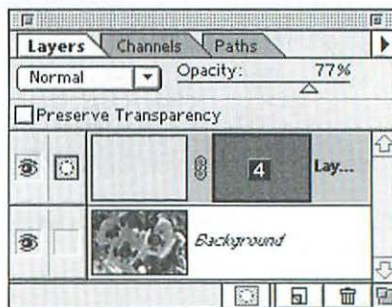 Layers Channels Paths
Normal Opacity: 77%
Preserve Transparency
4 Lay...
Background